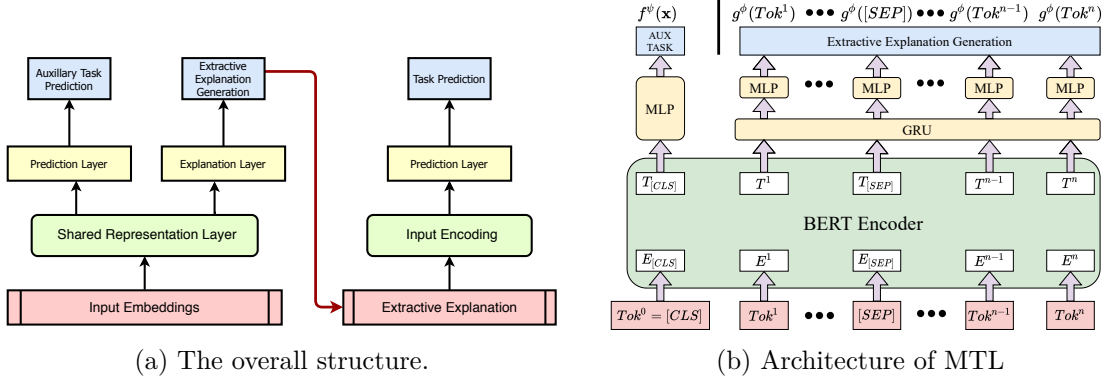 Auxillary Task
Prediction
Extractive
Explanation
Generation
Task Prediction
Prediction Layer
Explanation Layer
Prediction Layer
Shared Representation Layer
Input Encoding
Input Embeddings
Extractive Explanation
(a) The overall structure.
f^ψ(x) g^ϕ(Tok^1) ••• g^ϕ([SEP]) ••• g^ϕ(Tok^{n−1}) g^ϕ(Tok^n)
AUX
TASK
Extractive Explanation Generation
MLP
MLP ••• MLP ••• MLP MLP
GRU
T_{[CLS]} T^1 T_{[SEP]} T^{n−1} T^n
BERT Encoder
E_{[CLS]} E^1 E_{[SEP]} E^{n−1} E^n
Tok^0 = [CLS] Tok^1 ••• [SEP] ••• Tok^{n−1} Tok^n
(b) Architecture of MTL